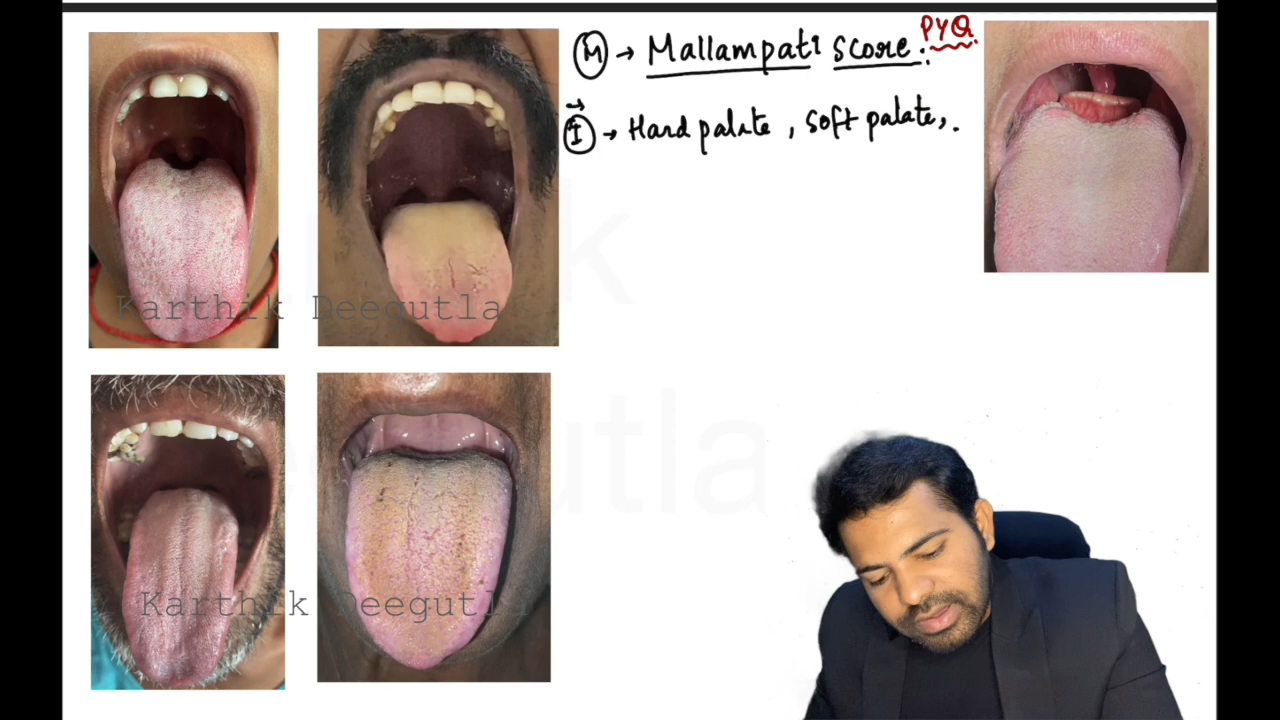 Ⓜ → Mallampati score. PYQ
Ⓘ → Hard palate, soft palate,.
Karthik Deegutla
Karthik Deegutla